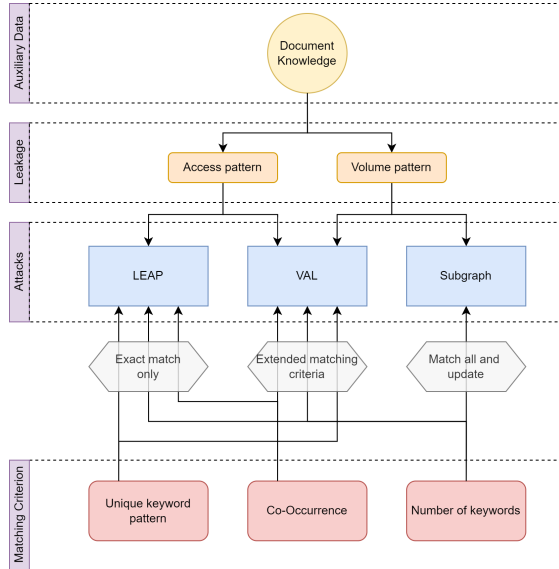 Auxiliary Data
Document
Knowledge
Leakage
Access pattern
Volume pattern
Attacks
LEAP
VAL
Subgraph
Exact match
only
Extended matching
criteria
Match all and
update
Matching Criterion
Unique keyword
pattern
Co-Occurrence
Number of keywords